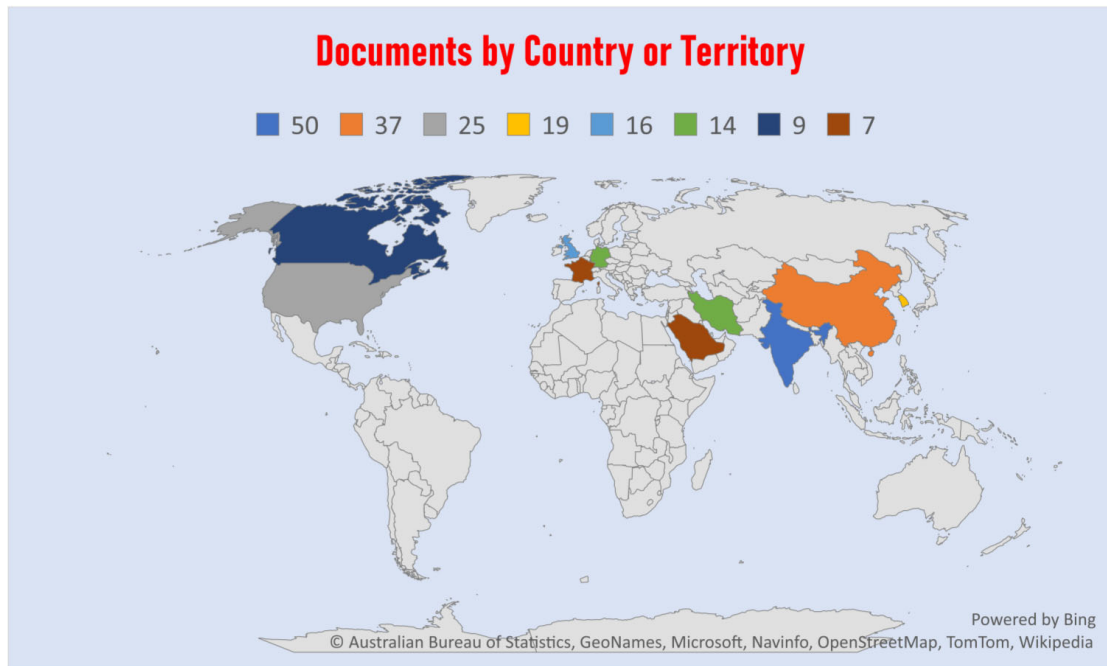 Documents by Country or Territory
50 37 25 19 16 14 9 7
Powered by Bing
© Australian Bureau of Statistics, GeoNames, Microsoft, Navinfo, OpenStreetMap, TomTom, Wikipedia